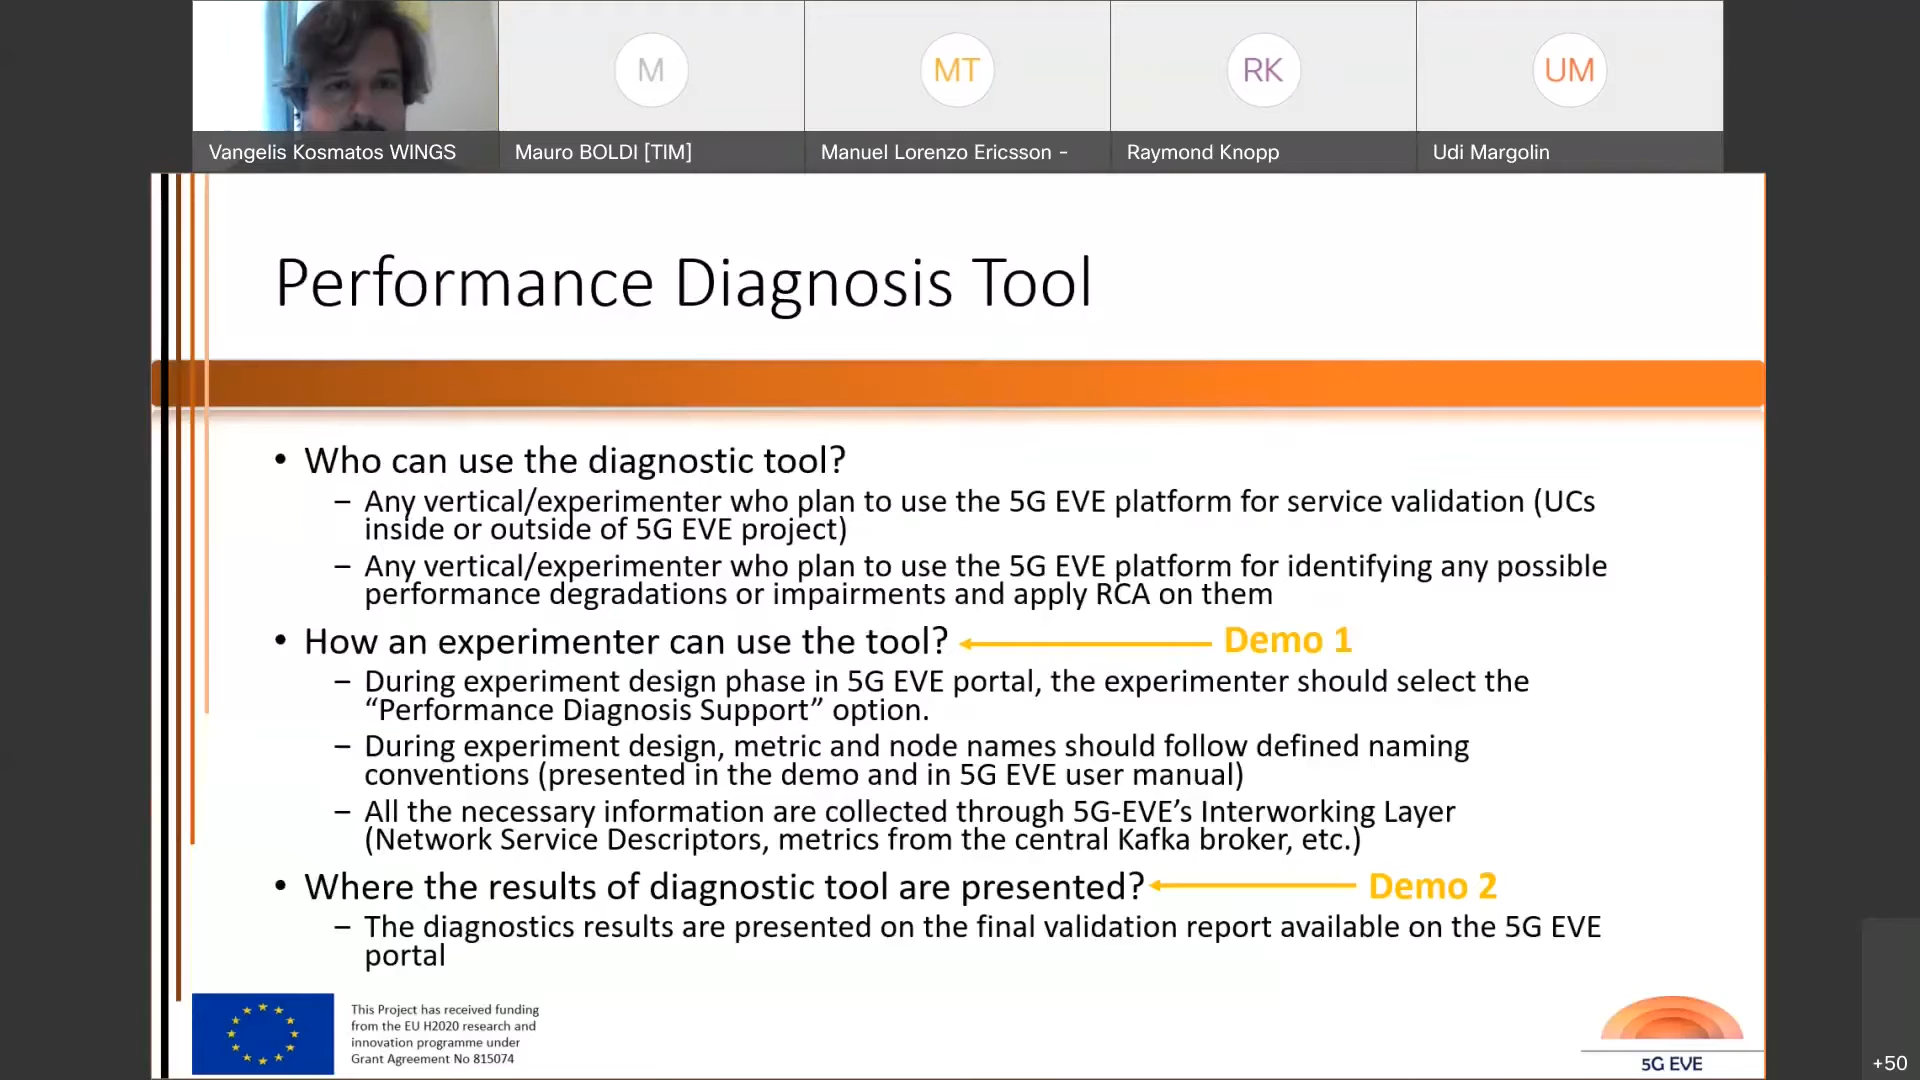 M
MT
RK
UM
Vangelis Kosmatos WINGS
Mauro BOLDI [TIM]
Manuel Lorenzo Ericsson -
Raymond Knopp
Udi Margolin
Performance Diagnosis Tool
• Who can use the diagnostic tool?
– Any vertical/experimenter who plan to use the 5G EVE platform for service validation (UCs
inside or outside of 5G EVE project)
– Any vertical/experimenter who plan to use the 5G EVE platform for identifying any possible
performance degradations or impairments and apply RCA on them
• How an experimenter can use the tool?
Demo 1
– During experiment design phase in 5G EVE portal, the experimenter should select the
“Performance Diagnosis Support” option.
– During experiment design, metric and node names should follow defined naming
conventions (presented in the demo and in 5G EVE user manual)
– All the necessary information are collected through 5G-EVE’s Interworking Layer
(Network Service Descriptors, metrics from the central Kafka broker, etc.)
• Where the results of diagnostic tool are presented?
Demo 2
– The diagnostics results are presented on the final validation report available on the 5G EVE
portal
This Project has received funding
from the EU H2020 research and
innovation programme under
Grant Agreement No 815074
5G EVE
+50